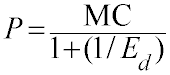 P = MC / 1+(1/E_d)